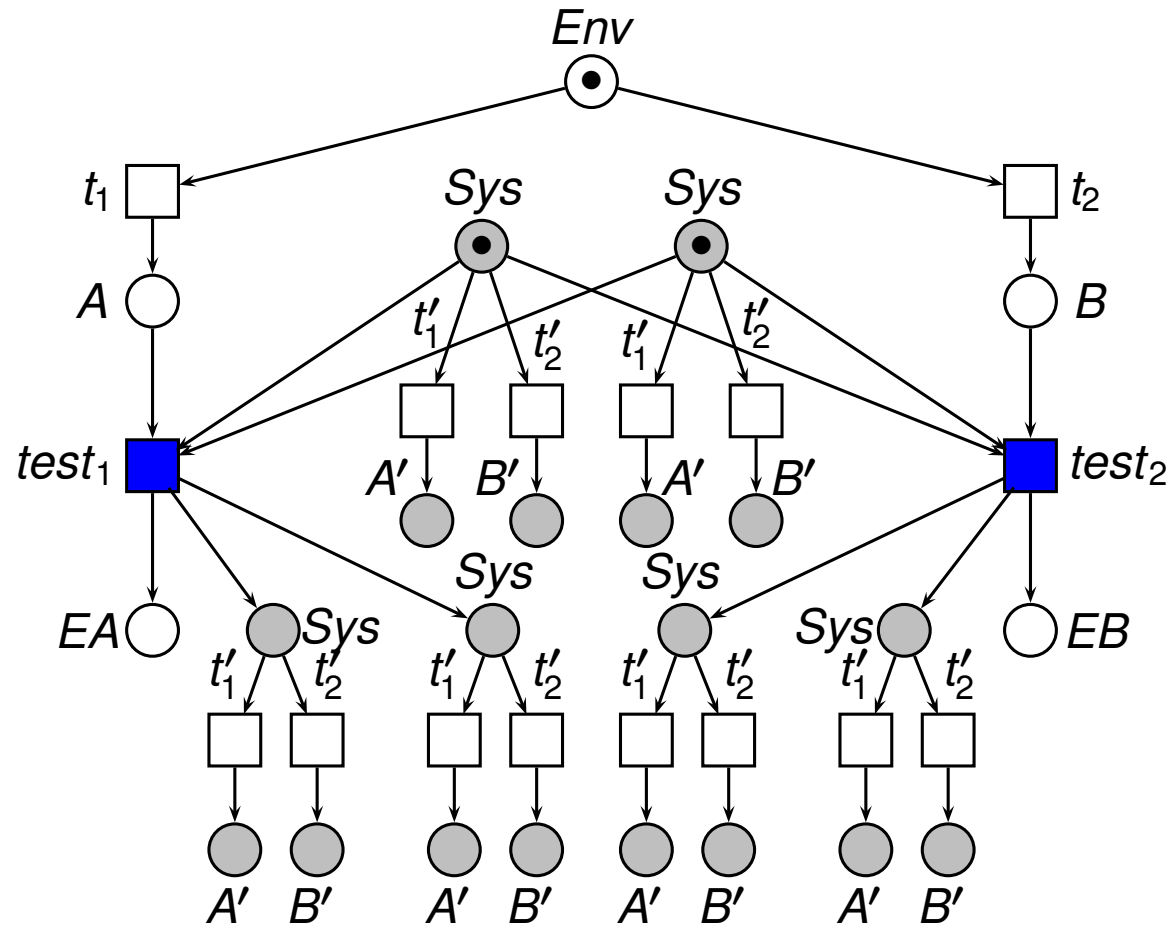 Env
t₁ Sys Sys t₂
A B
t′₁ t′₂ t′₁ t′₂
test₁ A′ B′ A′ B′ test₂
Sys Sys
EA Sys Sys EB
t′₁ t′₂ t′₁ t′₂ t′₁ t′₂ t′₁ t′₂
A′ B′ A′ B′ A′ B′ A′ B′